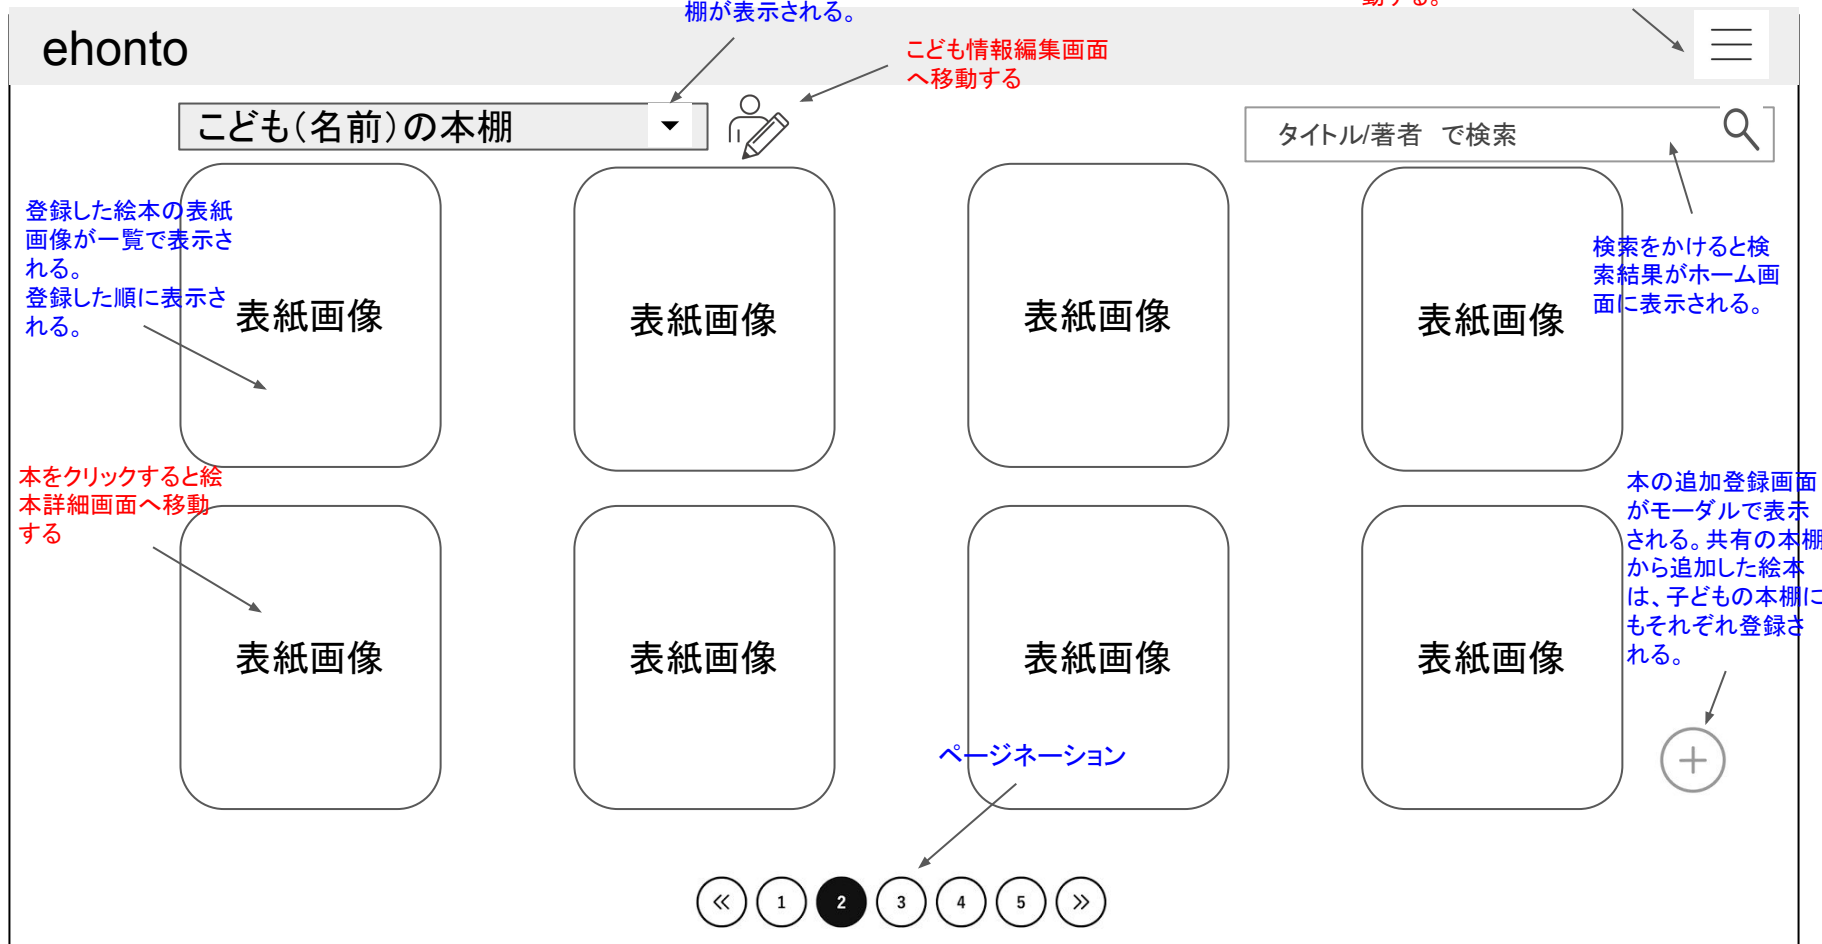 棚が表示される。
動する。
ehonto
こども情報編集画面
へ移動する
こども(名前)の本棚
タイトル/著者 で検索
登録した絵本の表紙
画像が一覧で表示さ
れる。
登録した順に表示さ
れる。
検索をかけると検
索結果がホーム画
面に表示される。
表紙画像
表紙画像
表紙画像
表紙画像
本をクリックすると絵
本詳細画面へ移動
する
本の追加登録画面
がモーダルで表示
される。共有の本棚
から追加した絵本
は、子どもの本棚に
もそれぞれ登録さ
れる。
表紙画像
表紙画像
表紙画像
表紙画像
ページネーション
« 1 2 3 4 5 »